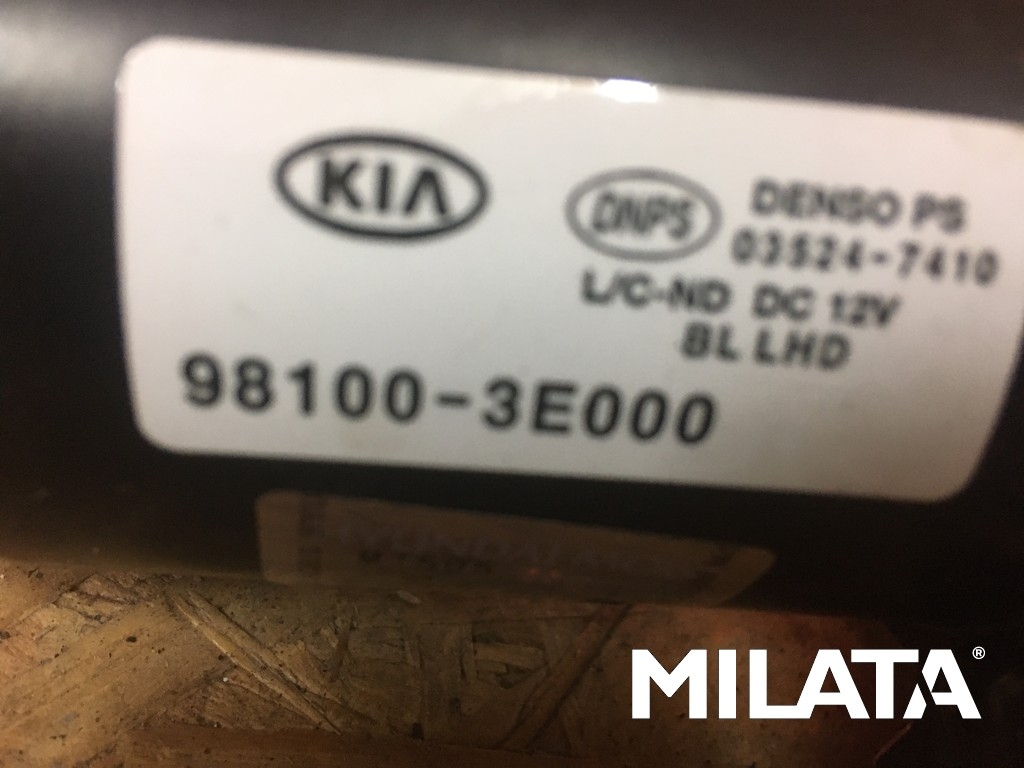 KIA
DNPS
DENSO PS
03524-7410
L/C-ND DC 12V
BL LHD
98100-3E000
MILATA®